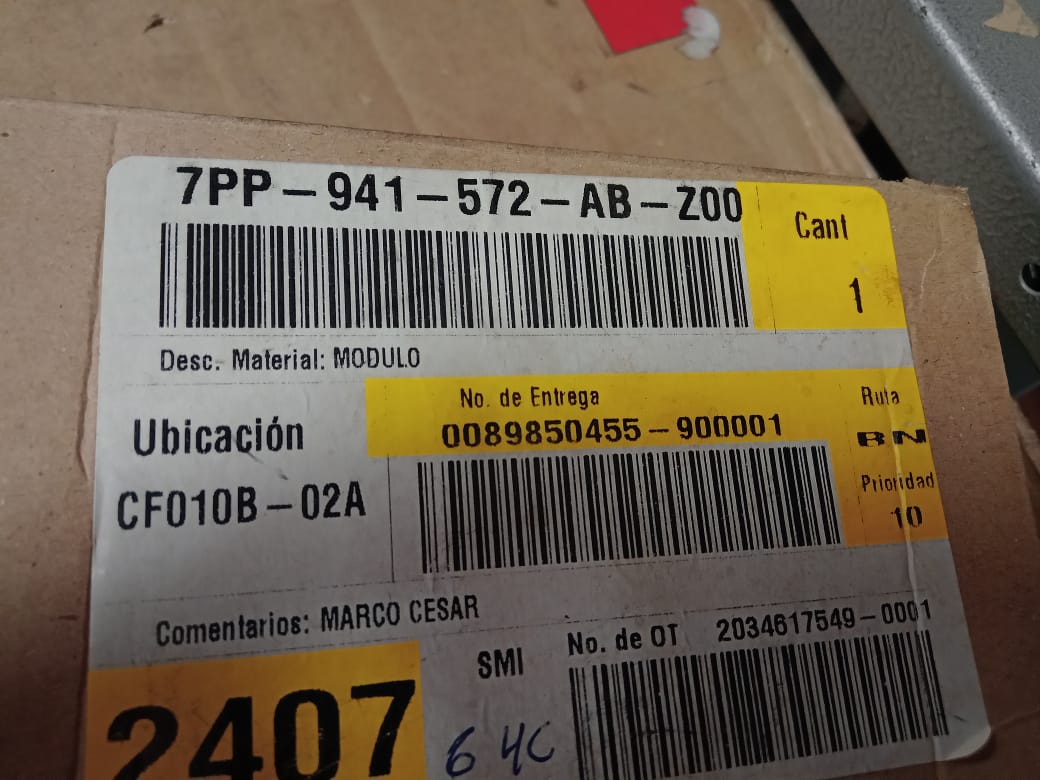 7PP-941-572-AB-Z00
Cant
1
Desc. Material: MODULO
No. de Entrega
0089850455-900001
Ruta
BN
Ubicación
CF010B-02A
Prioridad
10
Comentarios: MARCO CESAR
SMI
No. de OT 2034617549-0001
2407
6 4C